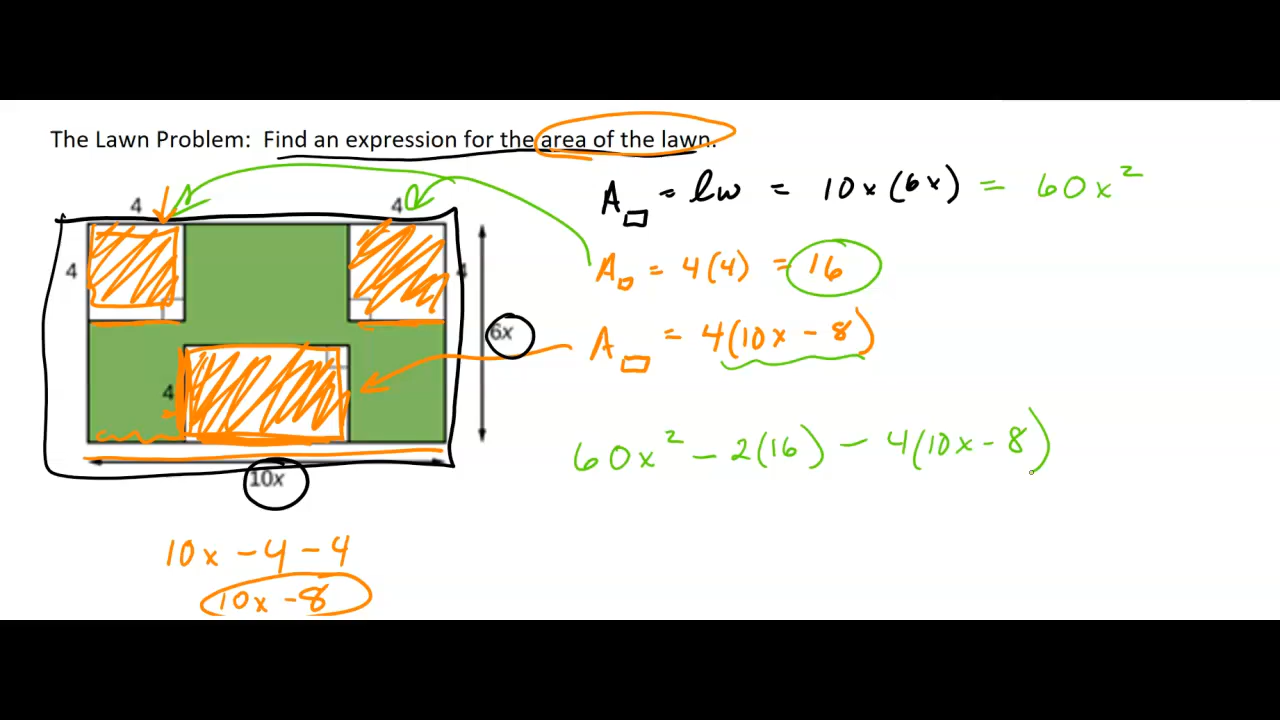 The Lawn Problem: Find an expression for the area of the lawn.
A▭ = lw = 10x(6x) = 60x²
4 4
4 4
A□ = 4(4) = 16
6x
A▭ = 4(10x - 8)
4
60x² - 2(16) - 4(10x - 8)
10x
10x - 4 - 4
10x - 8